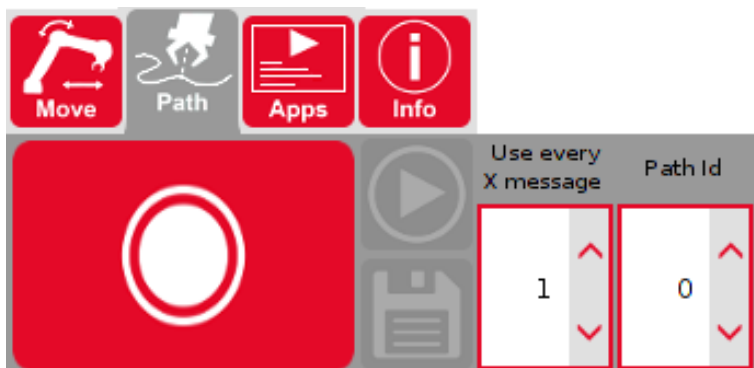 Move
Path
Apps
Info
Use every
X message
Path Id
1
0